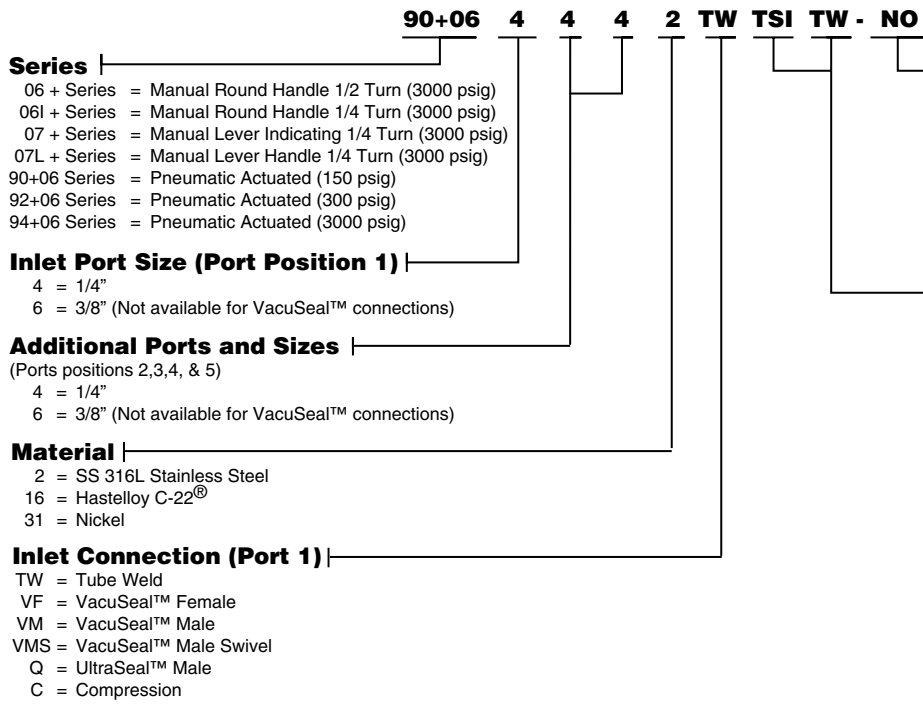 90+06 4 4 4 2 TW TSI TW - NO
Series
06 + Series = Manual Round Handle 1/2 Turn (3000 psig)
06I + Series = Manual Round Handle 1/4 Turn (3000 psig)
07 + Series = Manual Lever Indicating 1/4 Turn (3000 psig)
07L + Series = Manual Lever Handle 1/4 Turn (3000 psig)
90+06 Series = Pneumatic Actuated (150 psig)
92+06 Series = Pneumatic Actuated (300 psig)
94+06 Series = Pneumatic Actuated (3000 psig)
Inlet Port Size (Port Position 1)
4 = 1/4”
6 = 3/8” (Not available for VacuSeal™ connections)
Additional Ports and Sizes
(Ports positions 2,3,4, & 5)
4 = 1/4”
6 = 3/8” (Not available for VacuSeal™ connections)
Material
2 = SS 316L Stainless Steel
16 = Hastelloy C-22®
31 = Nickel
Inlet Connection (Port 1)
TW = Tube Weld
VF = VacuSeal™ Female
VM = VacuSeal™ Male
VMS = VacuSeal™ Male Swivel
Q = UltraSeal™ Male
C = Compression